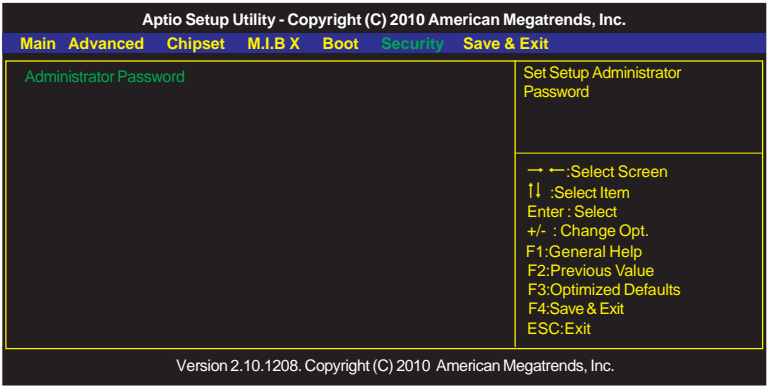 Aptio Setup Utility - Copyright (C) 2010 American Megatrends, Inc.
Main Advanced Chipset M.I.B X Boot Security Save & Exit
Administrator Password
Set Setup Administrator
Password
→ ←:Select Screen
↑↓ :Select Item
Enter : Select
+/- : Change Opt.
F1:General Help
F2:Previous Value
F3:Optimized Defaults
F4:Save & Exit
ESC:Exit
Version 2.10.1208. Copyright (C) 2010 American Megatrends, Inc.